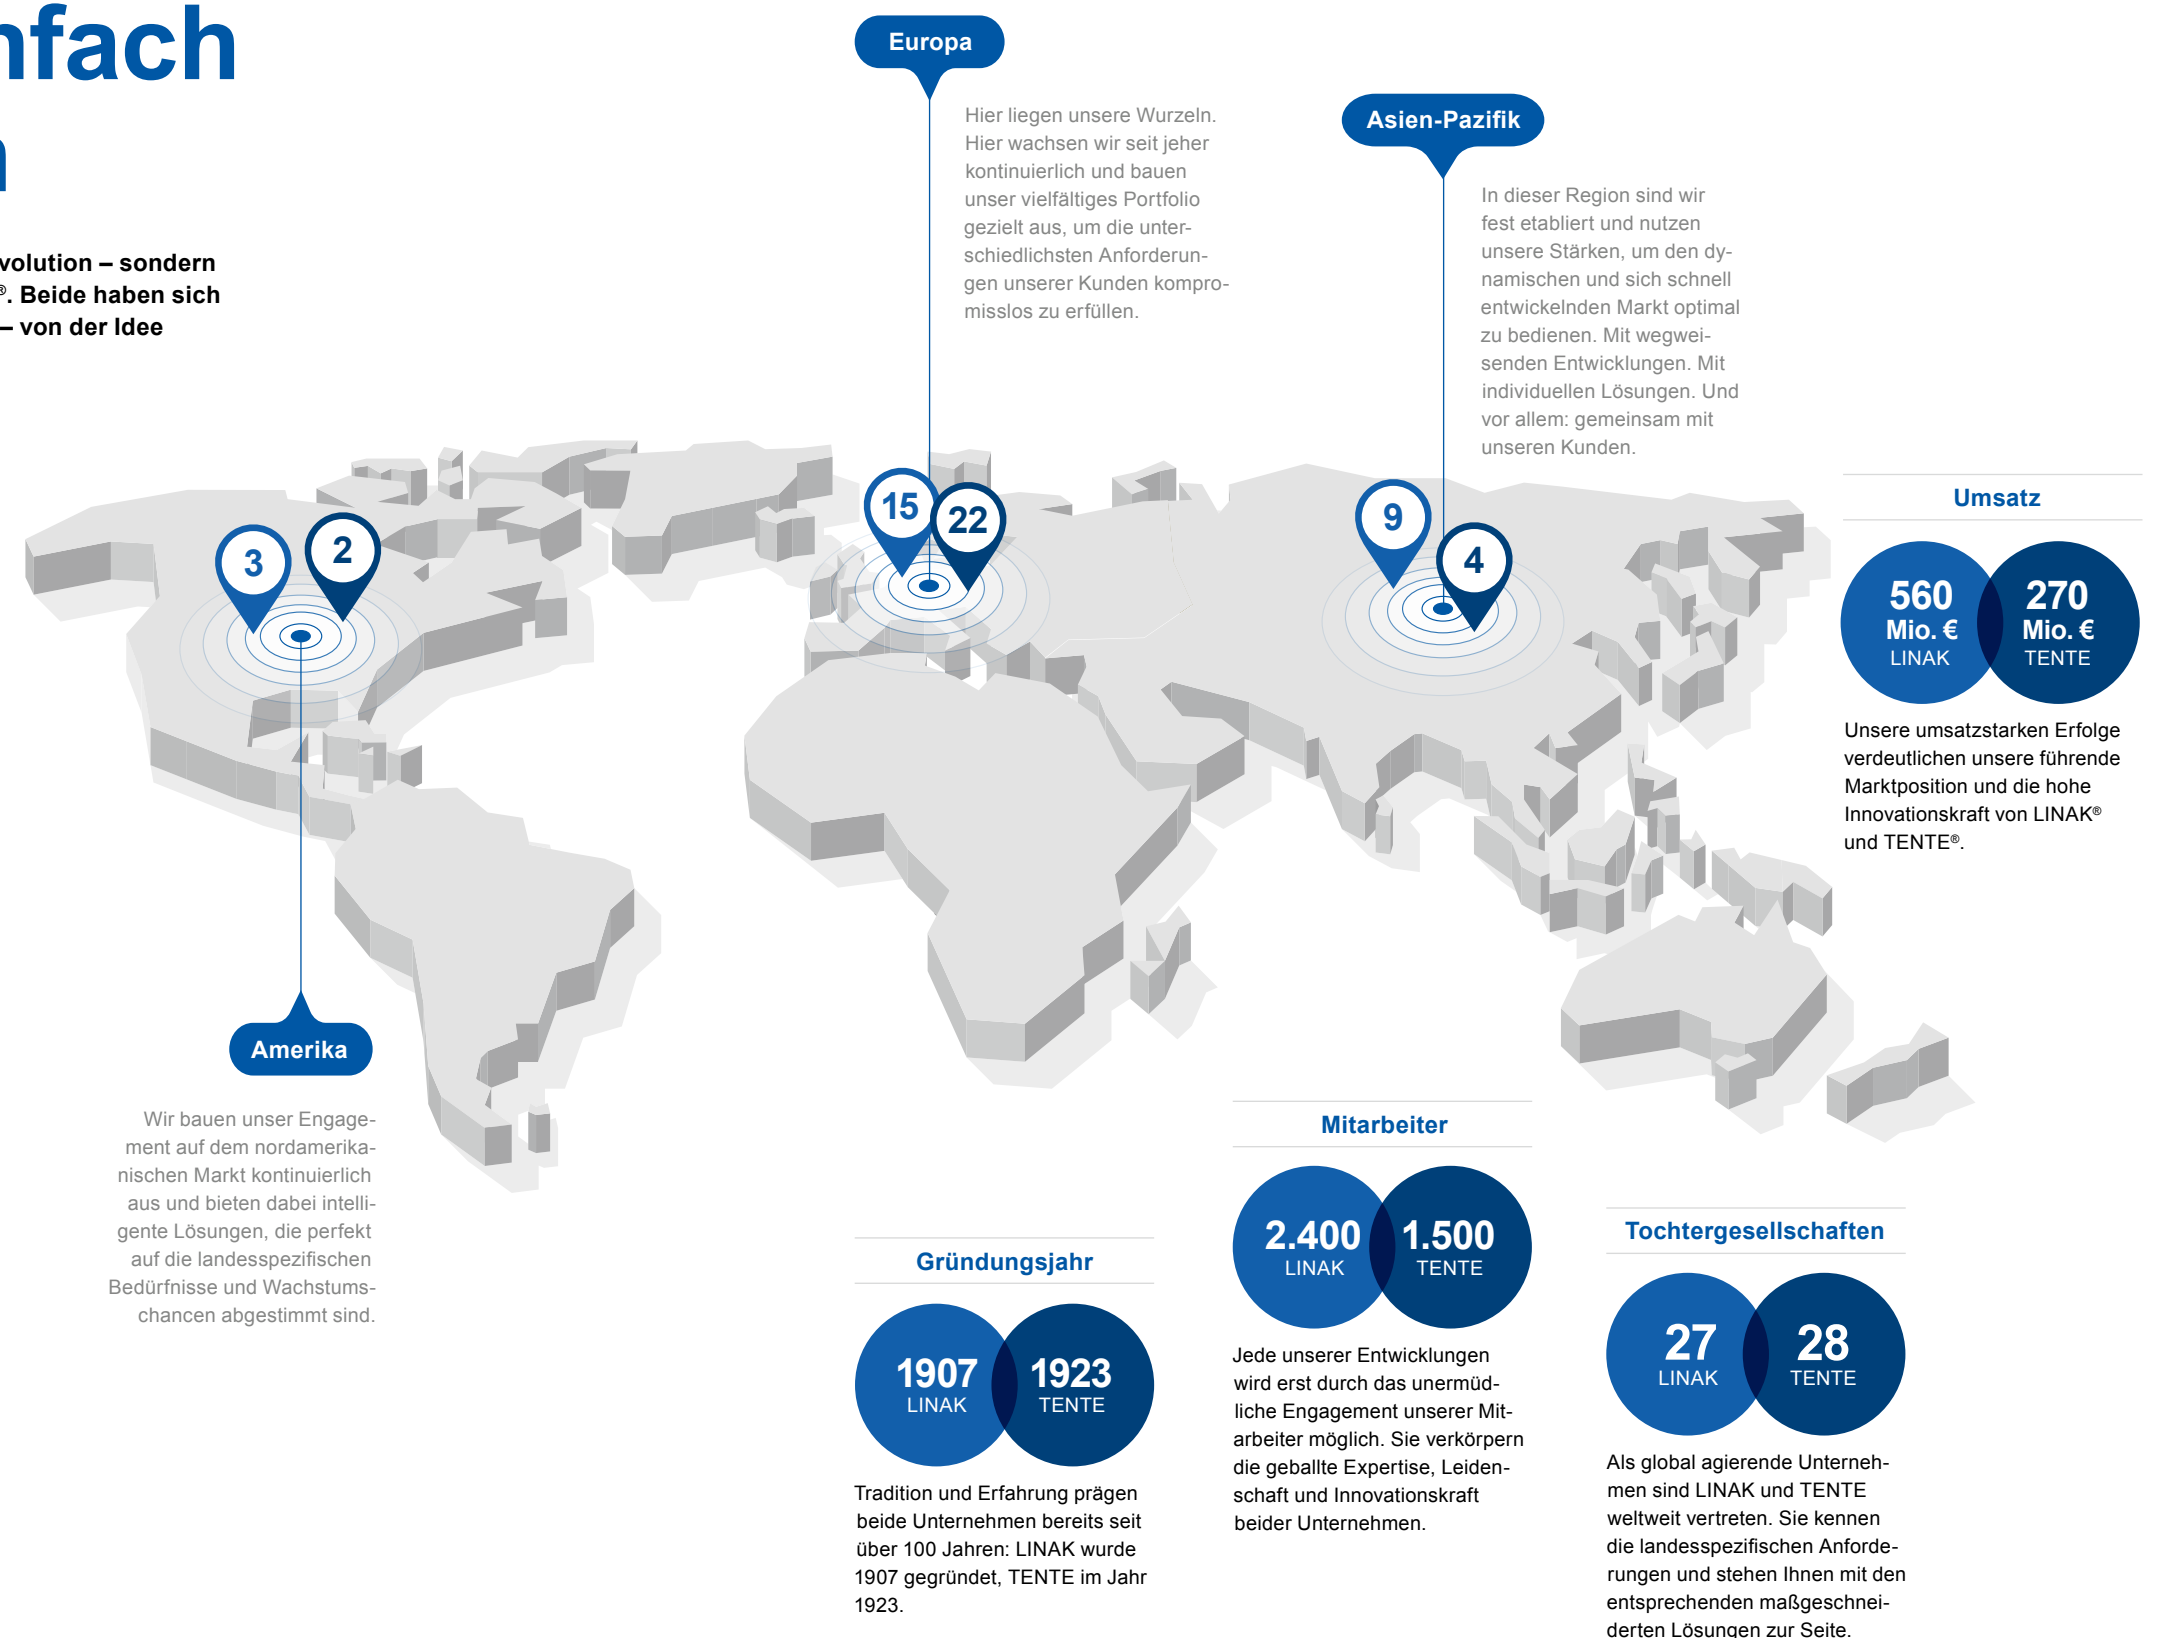 nfach
n
volution – sondern
®. Beide haben sich
– von der Idee
Europa
Hier liegen unsere Wurzeln.
Hier wachsen wir seit jeher
kontinuierlich und bauen
unser vielfältiges Portfolio
gezielt aus, um die unter-
schiedlichsten Anforderun-
gen unserer Kunden kompro-
misslos zu erfüllen.
Asien-Pazifik
In dieser Region sind wir
fest etabliert und nutzen
unsere Stärken, um den dy-
namischen und sich schnell
entwickelnden Markt optimal
zu bedienen. Mit wegwei-
senden Entwicklungen. Mit
individuellen Lösungen. Und
vor allem: gemeinsam mit
unseren Kunden.
3
2
15
22
9
4
Umsatz
560
Mio. €
LINAK
270
Mio. €
TENTE
Unsere umsatzstarken Erfolge
verdeutlichen unsere führende
Marktposition und die hohe
Innovationskraft von LINAK®
und TENTE®.
Amerika
Wir bauen unser Engage-
ment auf dem nordamerika-
nischen Markt kontinuierlich
aus und bieten dabei intelli-
gente Lösungen, die perfekt
auf die landesspezifischen
Bedürfnisse und Wachstums-
chancen abgestimmt sind.
Gründungsjahr
1907
LINAK
1923
TENTE
Tradition und Erfahrung prägen
beide Unternehmen bereits seit
über 100 Jahren: LINAK wurde
1907 gegründet, TENTE im Jahr
1923.
Mitarbeiter
2.400
LINAK
1.500
TENTE
Jede unserer Entwicklungen
wird erst durch das unermüd-
liche Engagement unserer Mit-
arbeiter möglich. Sie verkörpern
die geballte Expertise, Leiden-
schaft und Innovationskraft
beider Unternehmen.
Tochtergesellschaften
27
LINAK
28
TENTE
Als global agierende Unterneh-
men sind LINAK und TENTE
weltweit vertreten. Sie kennen
die landesspezifischen Anforde-
rungen und stehen Ihnen mit den
entsprechenden maßgeschnei-
derten Lösungen zur Seite.